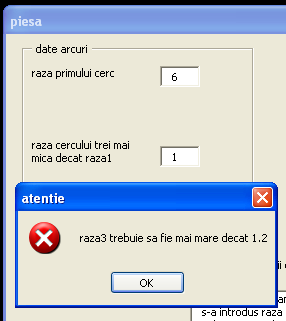 piesa
date arcuri
raza primului cerc
6
raza cercului trei mai
mica decat raza1
1
atentie
raza3 trebuie sa fie mai mare decat 1.2
OK
s-a introdus raza